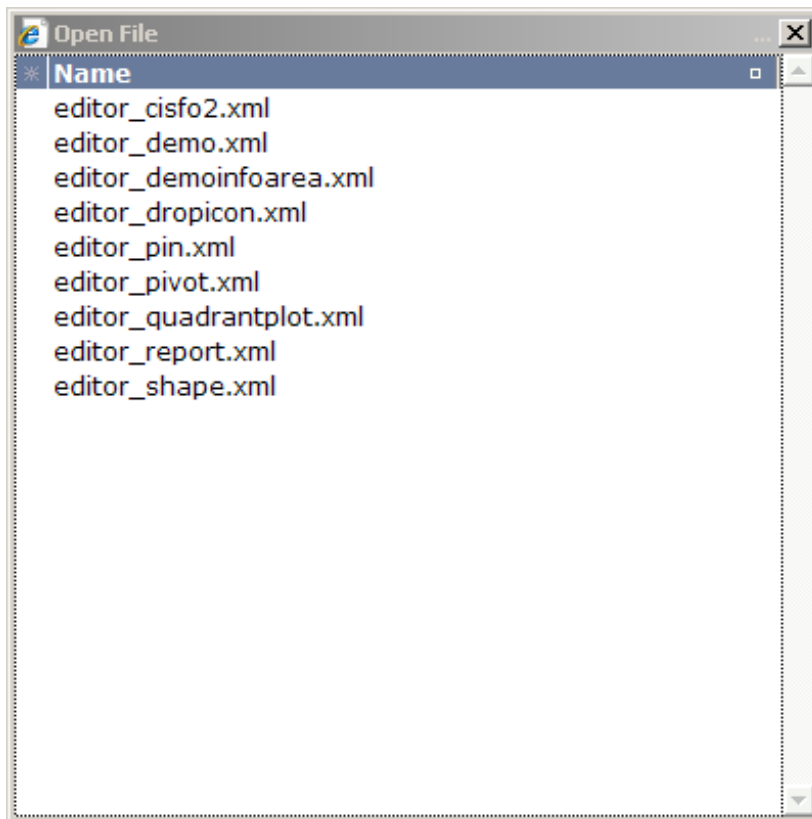 Open File
Name
editor_cisfo2.xml
editor_demo.xml
editor_demoinfoarea.xml
editor_dropicon.xml
editor_pin.xml
editor_pivot.xml
editor_quadrantplot.xml
editor_report.xml
editor_shape.xml